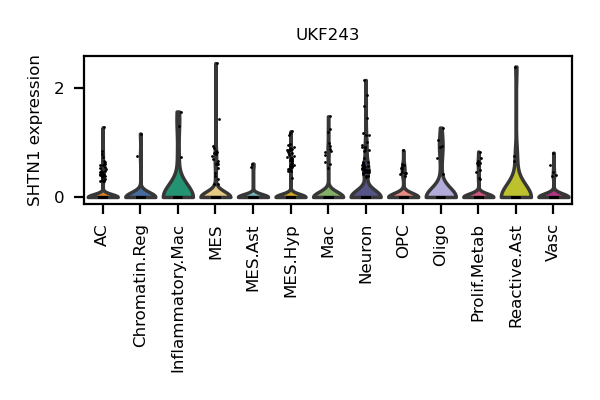 UKF243
SHTN1 expression
2
0
AC
Chromatin.Reg
Inflammatory.Mac
MES
MES.Ast
MES.Hyp
Mac
Neuron
OPC
Oligo
Prolif.Metab
Reactive.Ast
Vasc